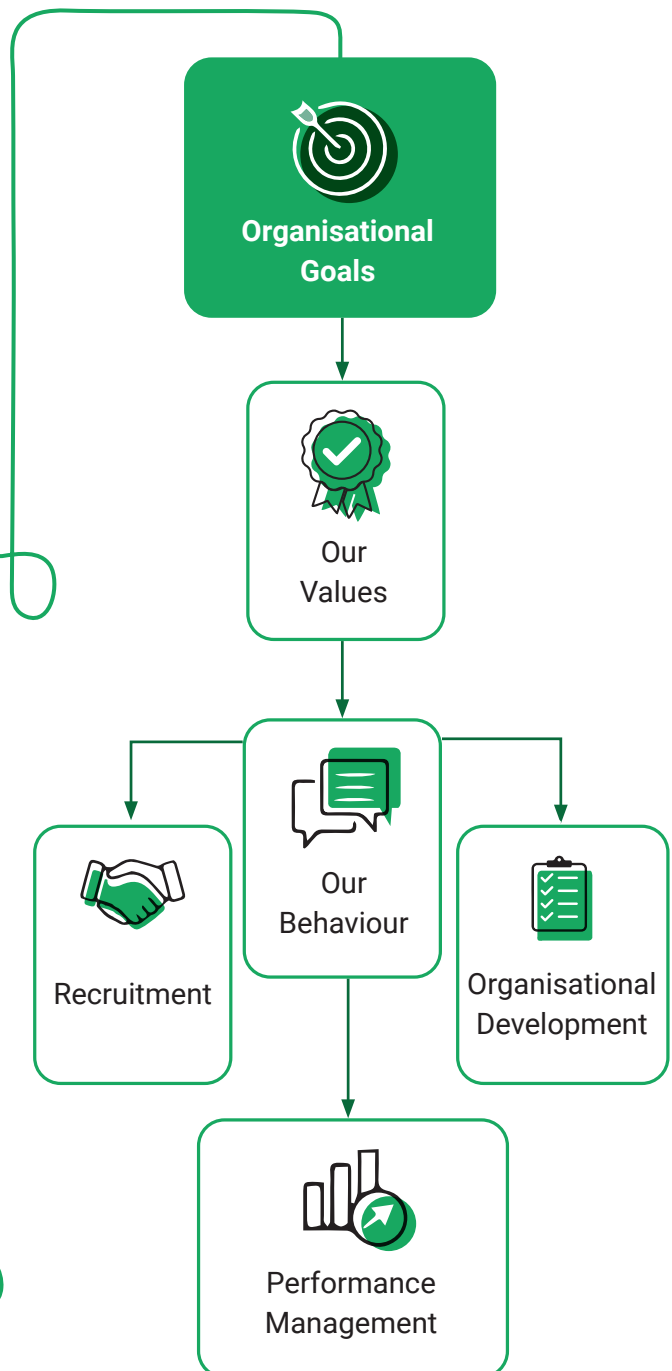 Organisational
Goals
Our
Values
Our
Behaviour
Recruitment
Organisational
Development
Performance
Management